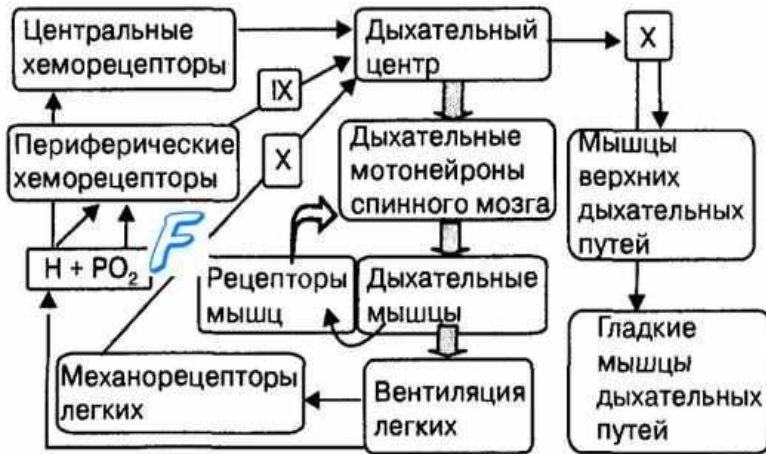 Центральные
хеморецепторы
Дыхательный
центр
X
IX
Периферические
хеморецепторы
X
Дыхательные
мотонейроны
спинного мозга
Мышцы
верхних
дыхательных
путей
H + PO₂
F
Рецепторы
мышц
Дыхательные
мышцы
Механорецепторы
легких
Вентиляция
легких
Гладкие
мышцы
дыхательных
путей